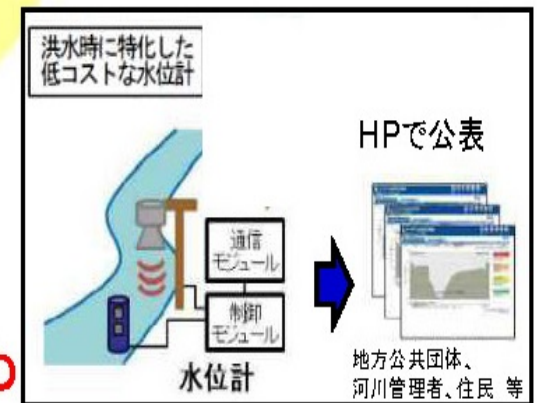 洪水時に特化した
低コストな水位計
HPで公表
通信
モジュール
制御
モジュール
水位計
地方公共団体、
河川管理者、住民 等